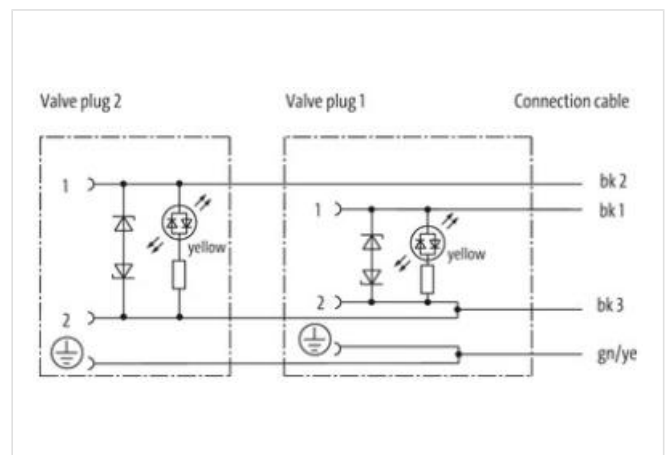 Valve plug 2
Valve plug 1
Connection cable
1
bk 2
1
bk 1
yellow
yellow
2
bk 3
2
gn/ye